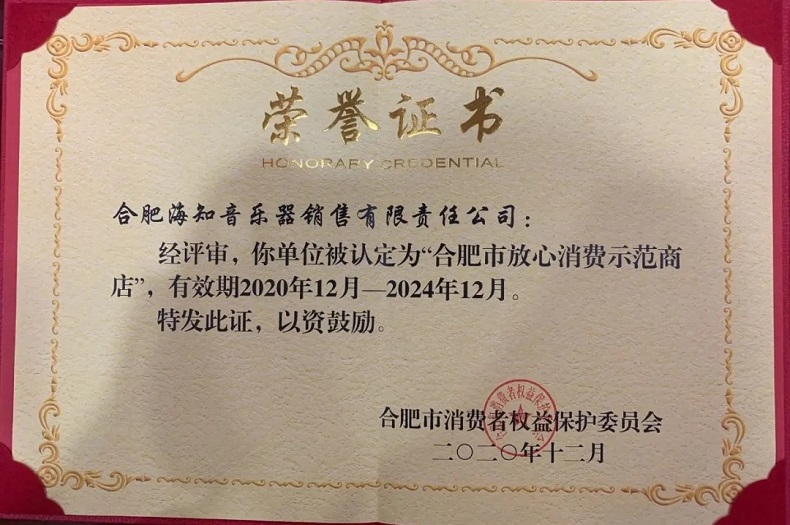 荣誉证书
HONORARY CREDENTIAL
合肥海知音乐器销售有限责任公司：
经评审，你单位被认定为“合肥市放心消费示范商
店”，有效期2020年12月—2024年12月。
特发此证，以资鼓励。
合肥市消费者权益保护委员会
二〇二〇年十二月